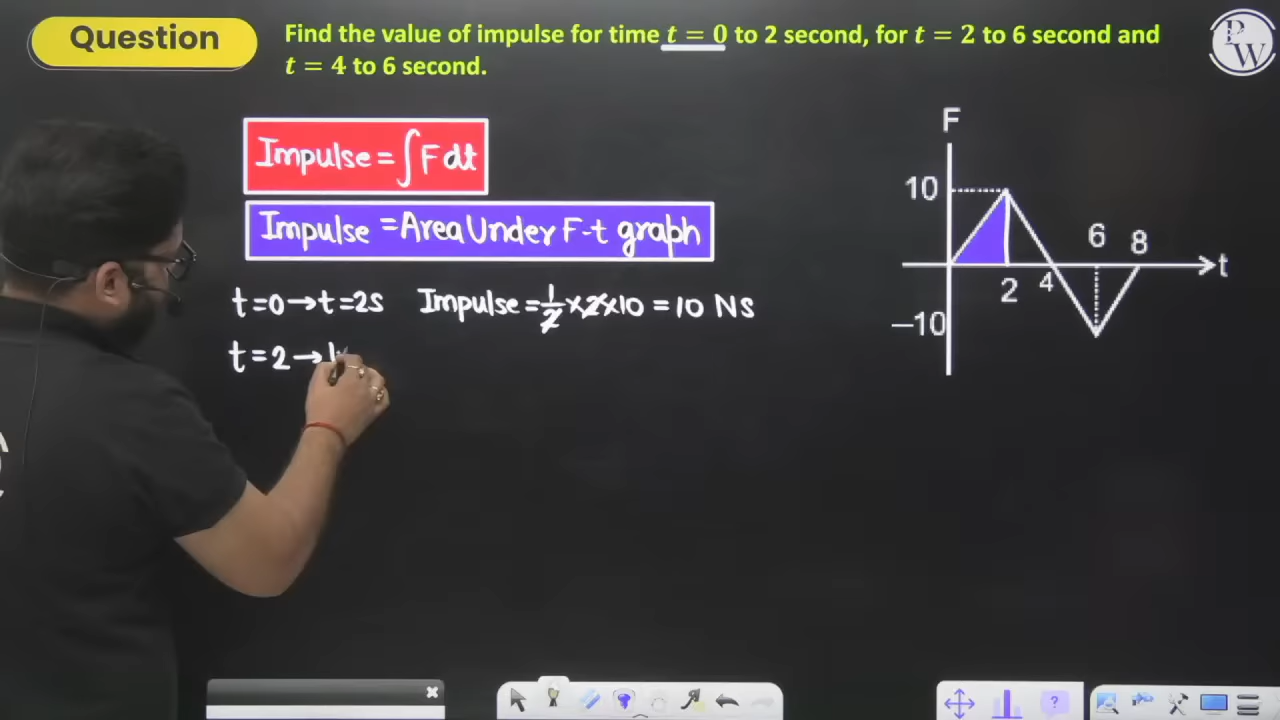 Question
Find the value of impulse for time t = 0 to 2 second, for t = 2 to 6 second and
t = 4 to 6 second.
PW
Impulse = ∫F dt
Impulse = Area Under F-t graph
t=0→t=2s Impulse = 1/2 × 2 × 10 = 10 NS
t=2→
F
10
6 8
t
2 4
–10
?